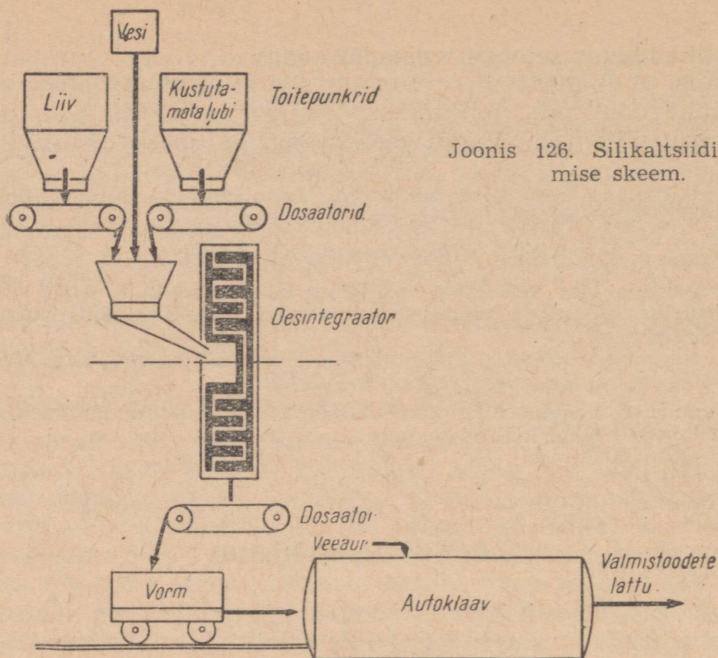 Vesi
Liiv
Kustuta-
mata lubi
Toitepunkrid
Joonis 126. Silikaltsiidi
mise skeem.
Dosaatorid
Desintegraator
Dosaator
Veeaur
Vorm
Autoklaav
Valmistoodete
lattu